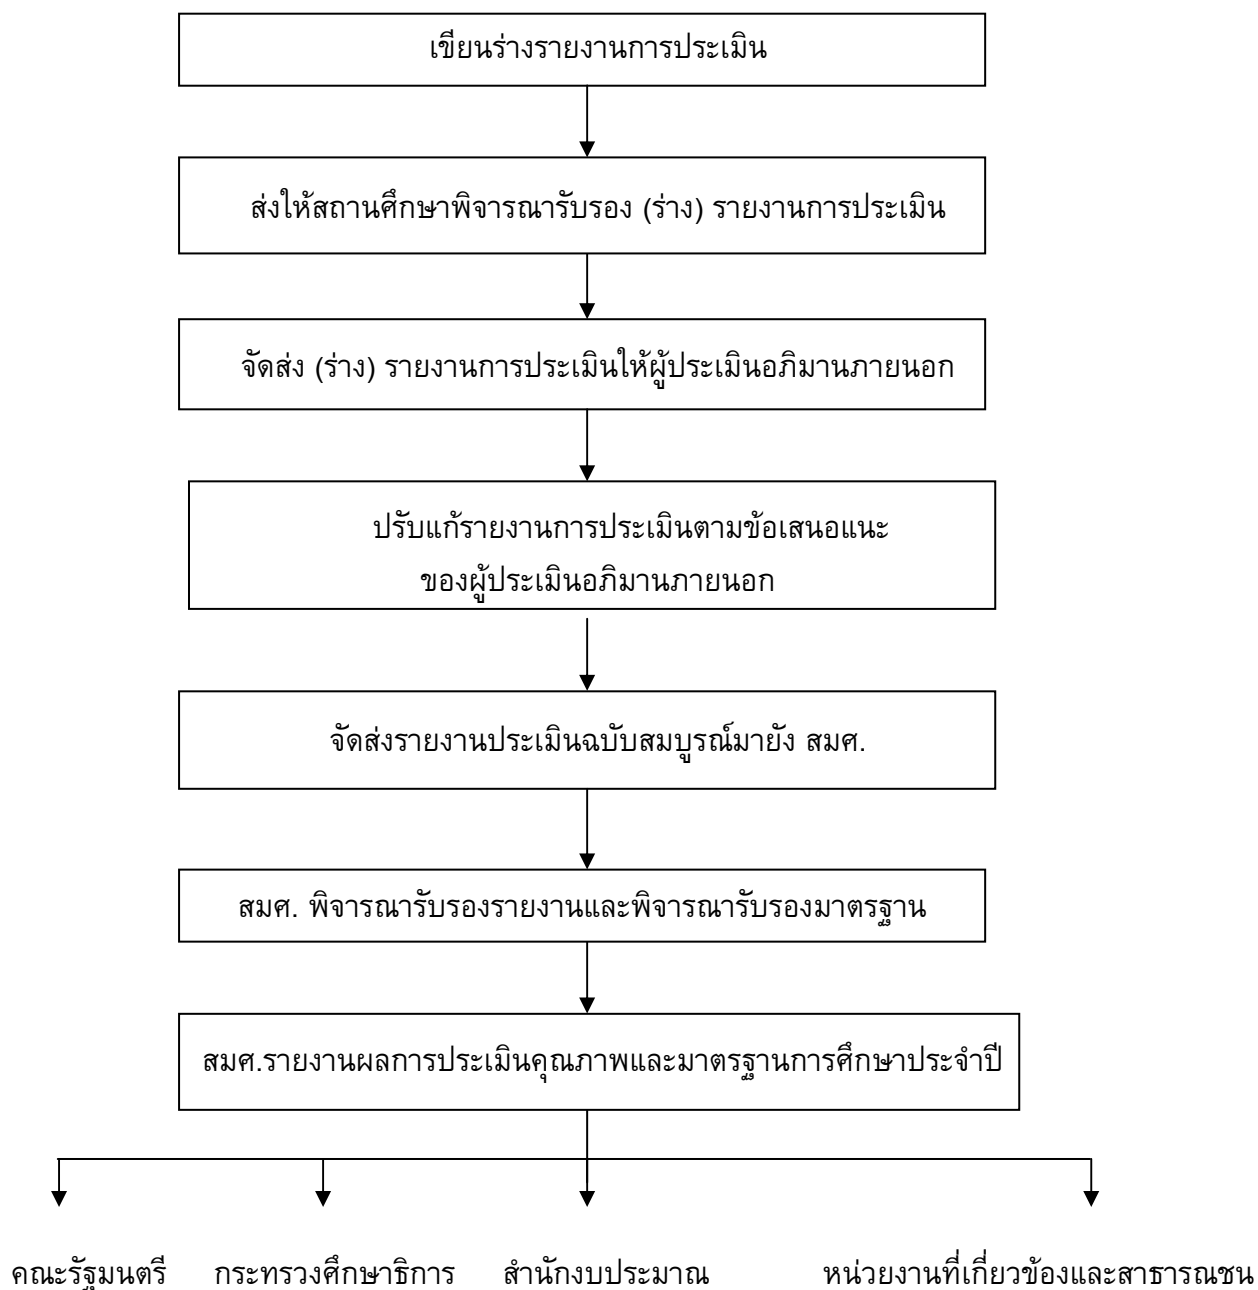 เขียนร่างรายงานการประเมิน
ส่งให้สถานศึกษาพิจารณารับรอง (ร่าง) รายงานการประเมิน
จัดส่ง (ร่าง) รายงานการประเมินให้ผู้ประเมินอภิมานภายนอก
ปรับแก้รายงานการประเมินตามข้อเสนอแนะ
ของผู้ประเมินอภิมานภายนอก
จัดส่งรายงานประเมินฉบับสมบูรณ์มายัง สมศ.
สมศ. พิจารณารับรองรายงานและพิจารณารับรองมาตรฐาน
สมศ.รายงานผลการประเมินคุณภาพและมาตรฐานการศึกษาประจำปี
คณะรัฐมนตรี กระทรวงศึกษาธิการ สำนักงบประมาณ หน่วยงานที่เกี่ยวข้องและสาธารณชน